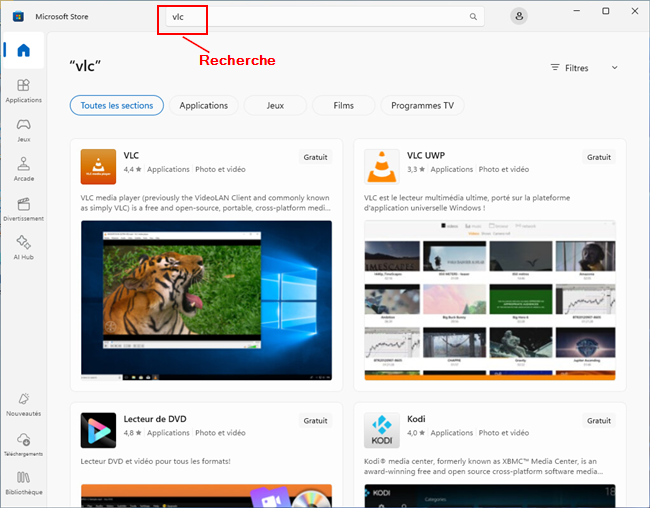 Microsoft Store
vlc
Recherche
"vlc"
Filtres
Toutes les sections
Applications
Jeux
Films
Programmes TV
Applications
Jeux
Arcade
Divertissement
AI Hub
Nouveautés
Téléchargements
Bibliothèque
VLC
Gratuit
4,4 ★ Applications Photo et vidéo
VLC media player (previously the VideoLAN Client and commonly known
as simply VLC) is a free and open-source, portable, cross-platform medi...
VLC UWP
Gratuit
3,3 ★ Applications Photo et vidéo
VLC est le lecteur multimédia ultime, porté sur la plateforme
d'application universelle Windows !
Lecteur de DVD
Gratuit
4,8 ★ Applications Photo et vidéo
Lecteur DVD et vidéo pour tous les formats!
Kodi
Gratuit
4,0 ★ Applications Photo et vidéo
Kodi® media center, formerly known as XBMC™ Media Center, is an
award-winning free and open source cross-platform software media...
KODI
KODI
Categories
18